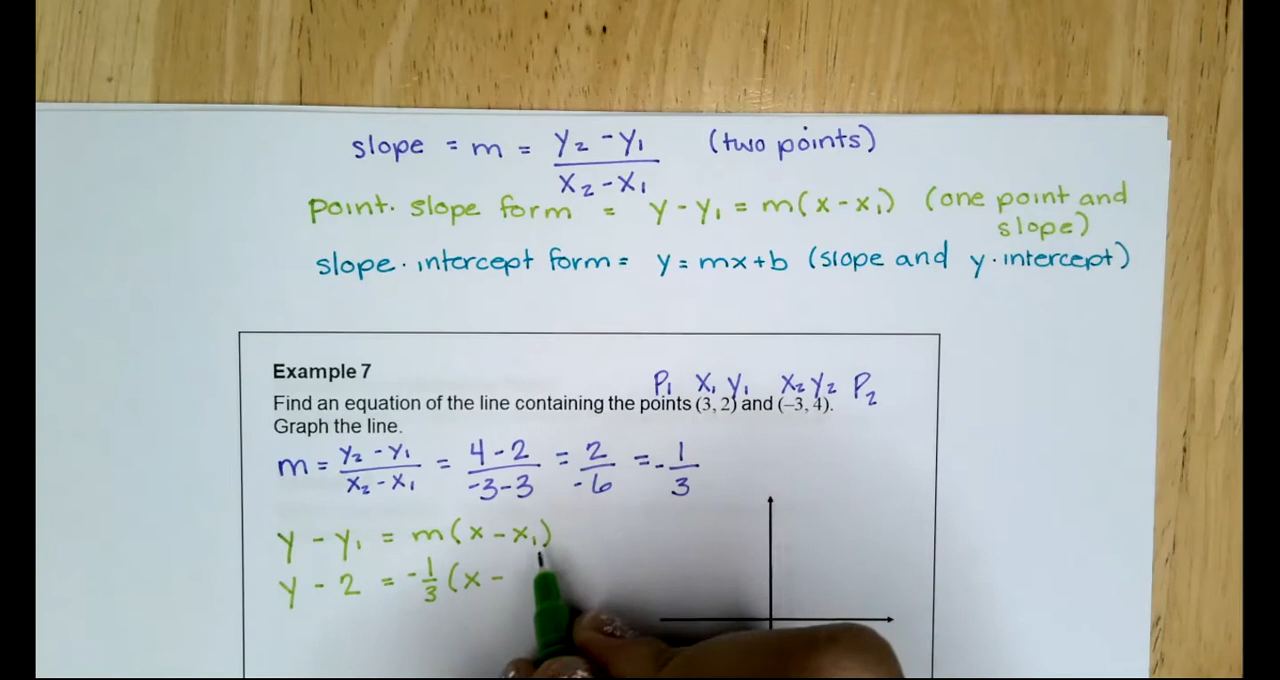 slope = m = y₂ - y₁ / x₂ - x₁ (two points)
point-slope form = y - y₁ = m(x - x₁) (one point and
slope)
slope-intercept form = y = mx + b (slope and y-intercept)
Example 7
P₁ x₁ y₁ x₂ y₂ P₂
Find an equation of the line containing the points (3, 2) and (–3, 4).
Graph the line.
m = y₂ - y₁ / x₂ - x₁ = 4 - 2 / -3 - 3 = 2 / -6 = - 1 / 3
y - y₁ = m(x - x₁)
y - 2 = - 1/3 (x -